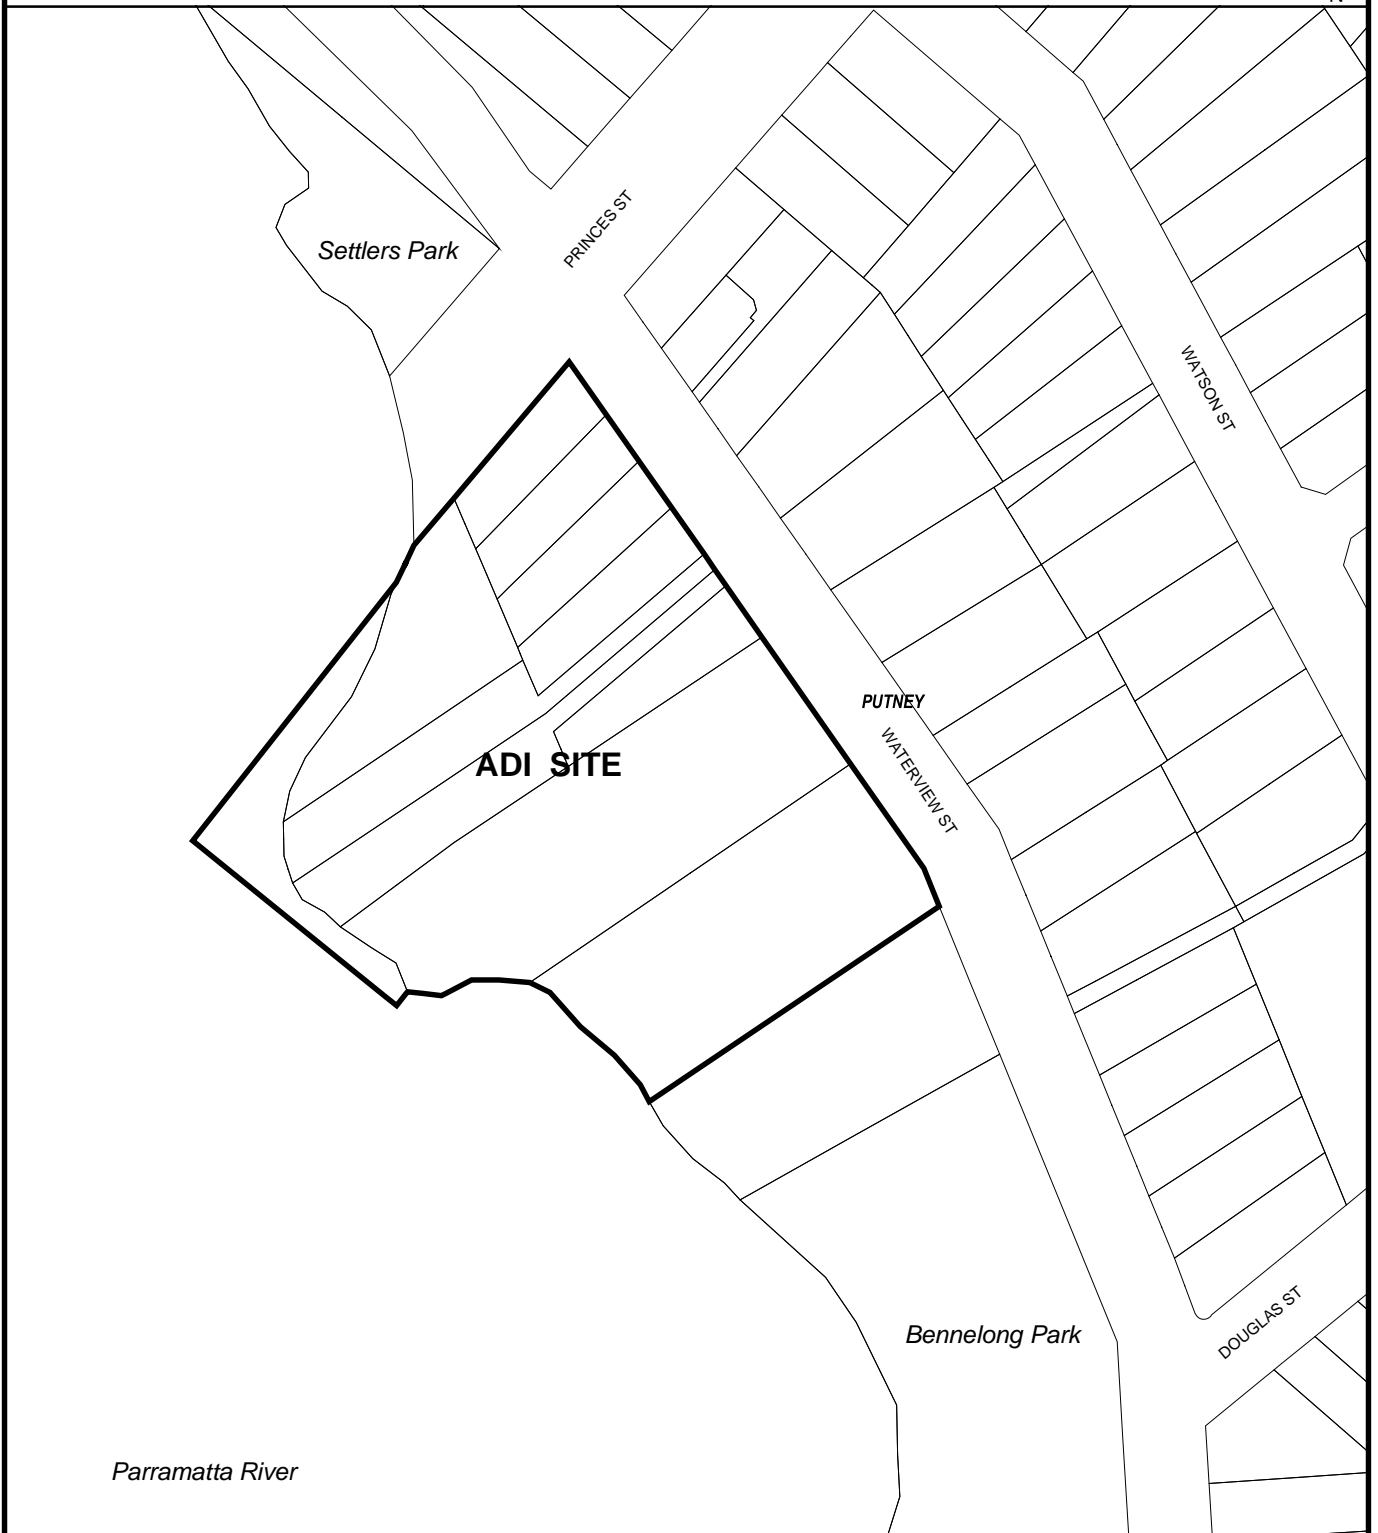 N
PRINCES ST
Settlers Park
WATSON ST
PUTNEY
WATERVIEW ST
ADI SITE
DOUGLAS ST
Bennelong Park
Parramatta River